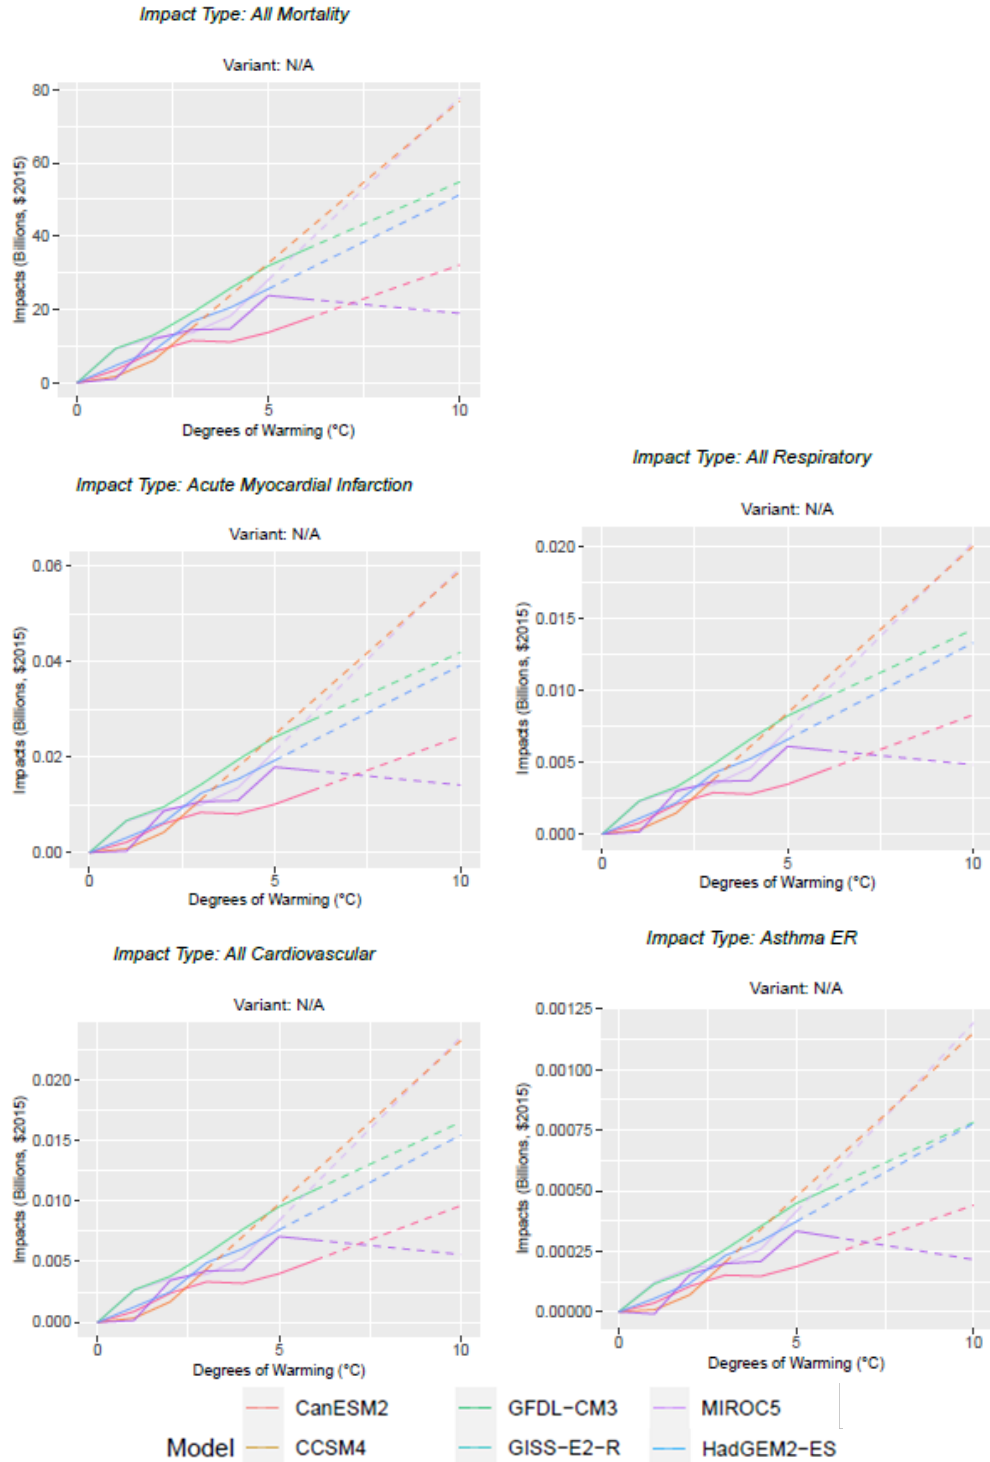 Impact Type: All Mortality
Variant: N/A
Impacts (Billions, $2015)
80
60
40
20
0
0 5 10
Degrees of Warming (°C)
Impact Type: Acute Myocardial Infarction
Variant: N/A
Impacts (Billions, $2015)
0.06
0.04
0.02
0.00
0 5 10
Degrees of Warming (°C)
Impact Type: All Respiratory
Variant: N/A
Impacts (Billions, $2015)
0.020
0.015
0.010
0.005
0.000
0 5 10
Degrees of Warming (°C)
Impact Type: All Cardiovascular
Variant: N/A
Impacts (Billions, $2015)
0.020
0.015
0.010
0.005
0.000
0 5 10
Degrees of Warming (°C)
Impact Type: Asthma ER
Variant: N/A
Impacts (Billions, $2015)
0.00125
0.00100
0.00075
0.00050
0.00025
0.00000
0 5 10
Degrees of Warming (°C)
Model
CanESM2 GFDL-CM3 MIROC5
CCSM4 GISS-E2-R HadGEM2-ES